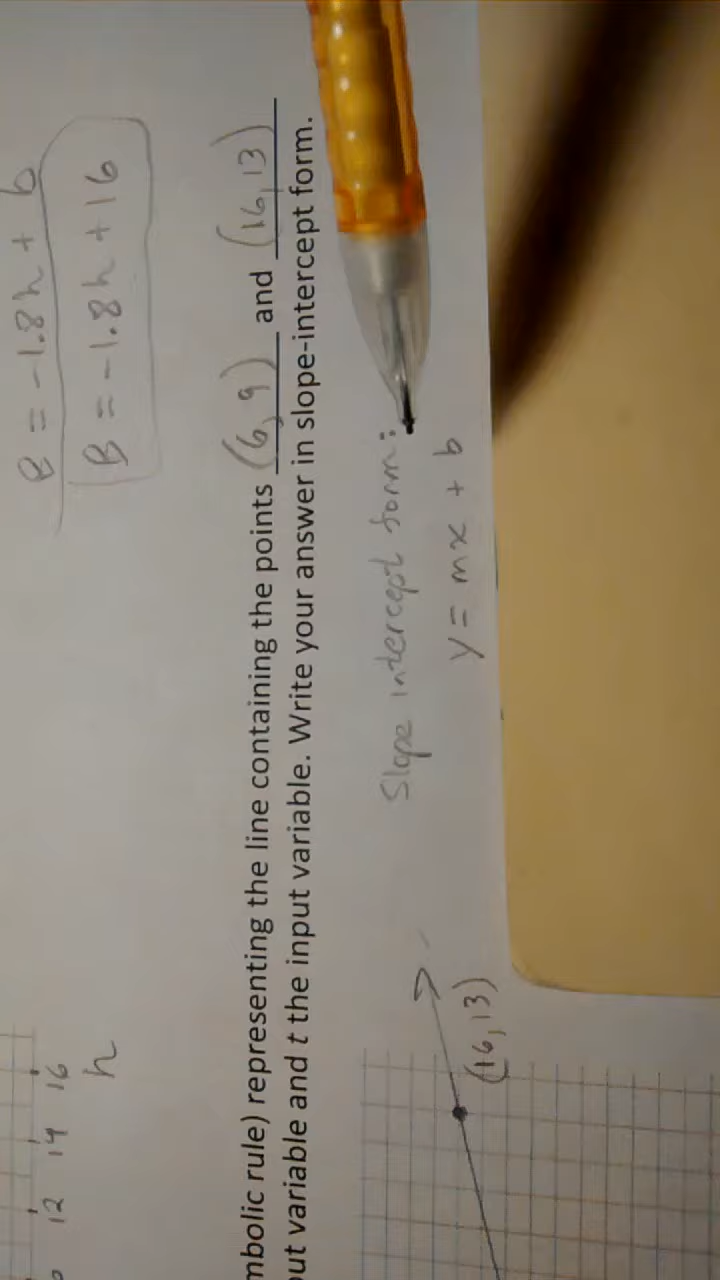 B = -1.8h + b
B = -1.8h + 16
12 14 16
h
mbolic rule) representing the line containing the points (6, 9) and (16, 13)
out variable and t the input variable. Write your answer in slope-intercept form.
Slope intercept form:
y = mx + b
(16, 13)